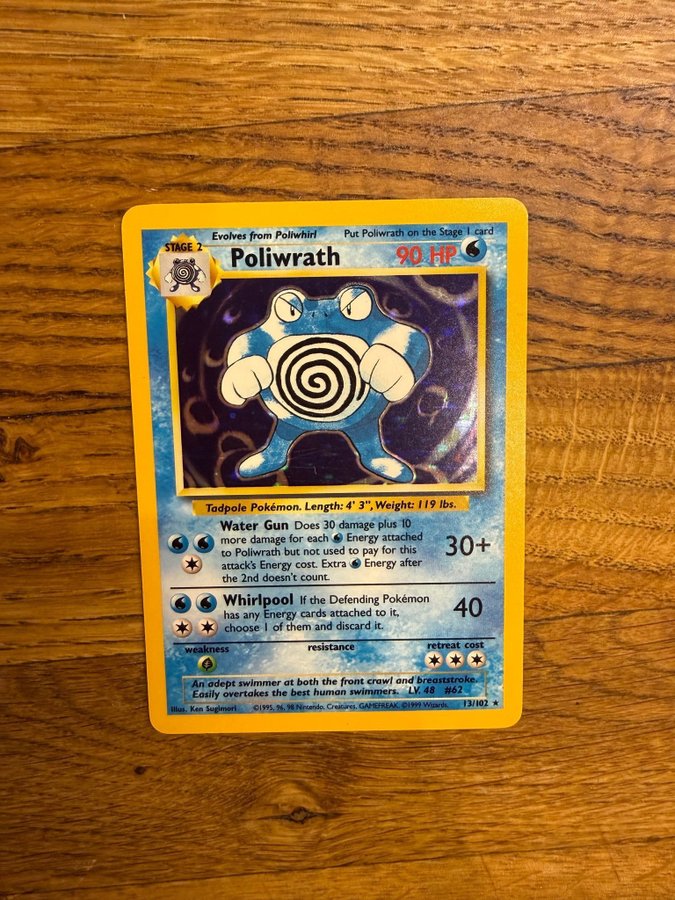 Evolves from Poliwhirl Put Poliwrath on the Stage 1 card
STAGE 2
Poliwrath 90 HP
Tadpole Pokémon. Length: 4' 3", Weight: 119 lbs.
Water Gun Does 30 damage plus 10
more damage for each Energy attached
to Poliwrath but not used to pay for this
attack's Energy cost. Extra Energy after
the 2nd doesn't count.
30+
Whirlpool If the Defending Pokémon
has any Energy cards attached to it,
choose 1 of them and discard it.
40
weakness resistance retreat cost
An adept swimmer at both the front crawl and breaststroke.
Easily overtakes the best human swimmers. LV. 48 #62
Illus. Ken Sugimori ©1995, 96, 98 Nintendo, Creatures, GAMEFREAK. ©1999 Wizards. 13/102 ★